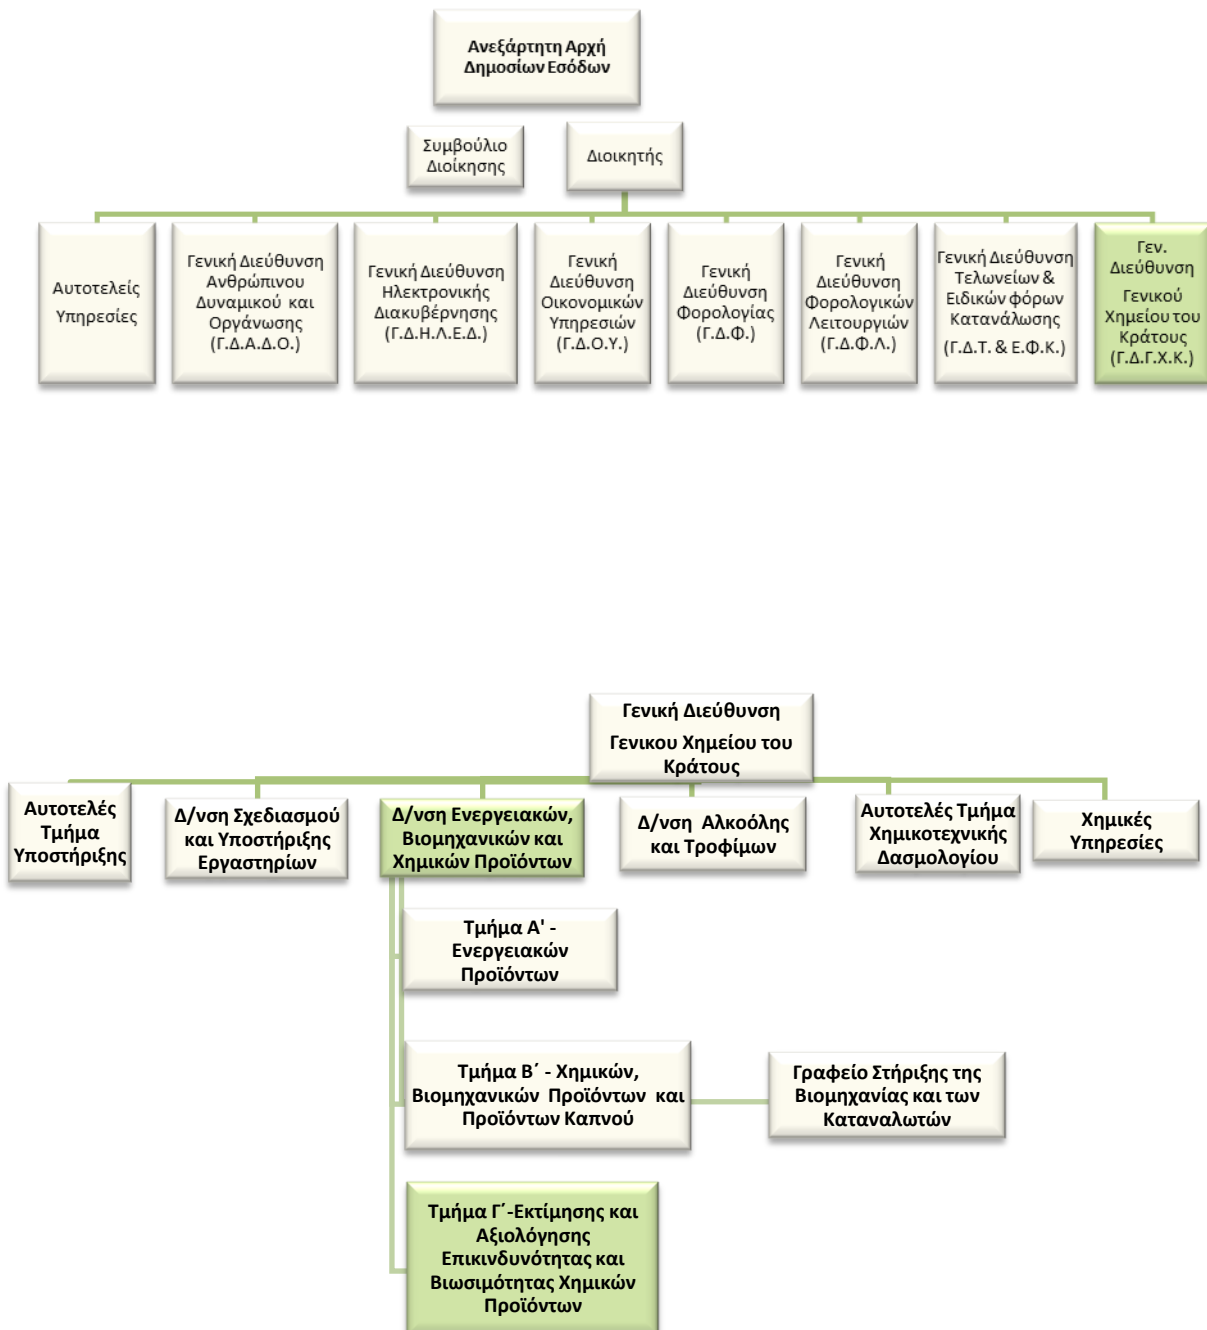 Ανεξάρτητη Αρχή
Δημοσίων Εσόδων
Συμβούλιο
Διοίκησης
Διοικητής
Αυτοτελείς
Υπηρεσίες
Γενική Διεύθυνση
Ανθρώπινου
Δυναμικού και
Οργάνωσης
(Γ.Δ.Α.Δ.Ο.)
Γενική Διεύθυνση
Ηλεκτρονικής
Διακυβέρνησης
(Γ.Δ.Η.Λ.Ε.Δ.)
Γενική
Διεύθυνση
Οικονομικών
Υπηρεσιών
(Γ.Δ.Ο.Υ.)
Γενική
Διεύθυνση
Φορολογίας
(Γ.Δ.Φ.)
Γενική
Διεύθυνση
Φορολογικών
Λειτουργιών
(Γ.Δ.Φ.Λ.)
Γενική Διεύθυνση
Τελωνείων &
Ειδικών φόρων
Κατανάλωσης
(Γ.Δ.Τ. & Ε.Φ.Κ.)
Γεν.
Διεύθυνση
Γενικού
Χημείου του
Κράτους
(Γ.Δ.Γ.Χ.Κ.)
Γενική Διεύθυνση
Γενικου Χημείου του
Κράτους
Αυτοτελές
Τμήμα
Υποστήριξης
Δ/νση Σχεδιασμού
και Υποστήριξης
Εργαστηρίων
Δ/νση Ενεργειακών,
Βιομηχανικών και
Χημικών Προϊόντων
Δ/νση Αλκοόλης
και Τροφίμων
Αυτοτελές Τμήμα
Χημικοτεχνικής
Δασμολογίου
Χημικές
Υπηρεσίες
Τμήμα Α' -
Ενεργειακών
Προϊόντων
Τμήμα Β΄ - Χημικών,
Βιομηχανικών Προϊόντων και
Προϊόντων Καπνού
Γραφείο Στήριξης της
Βιομηχανίας και των
Καταναλωτών
Τμήμα Γ΄-Εκτίμησης και
Αξιολόγησης
Επικινδυνότητας και
Βιωσιμότητας Χημικών
Προϊόντων